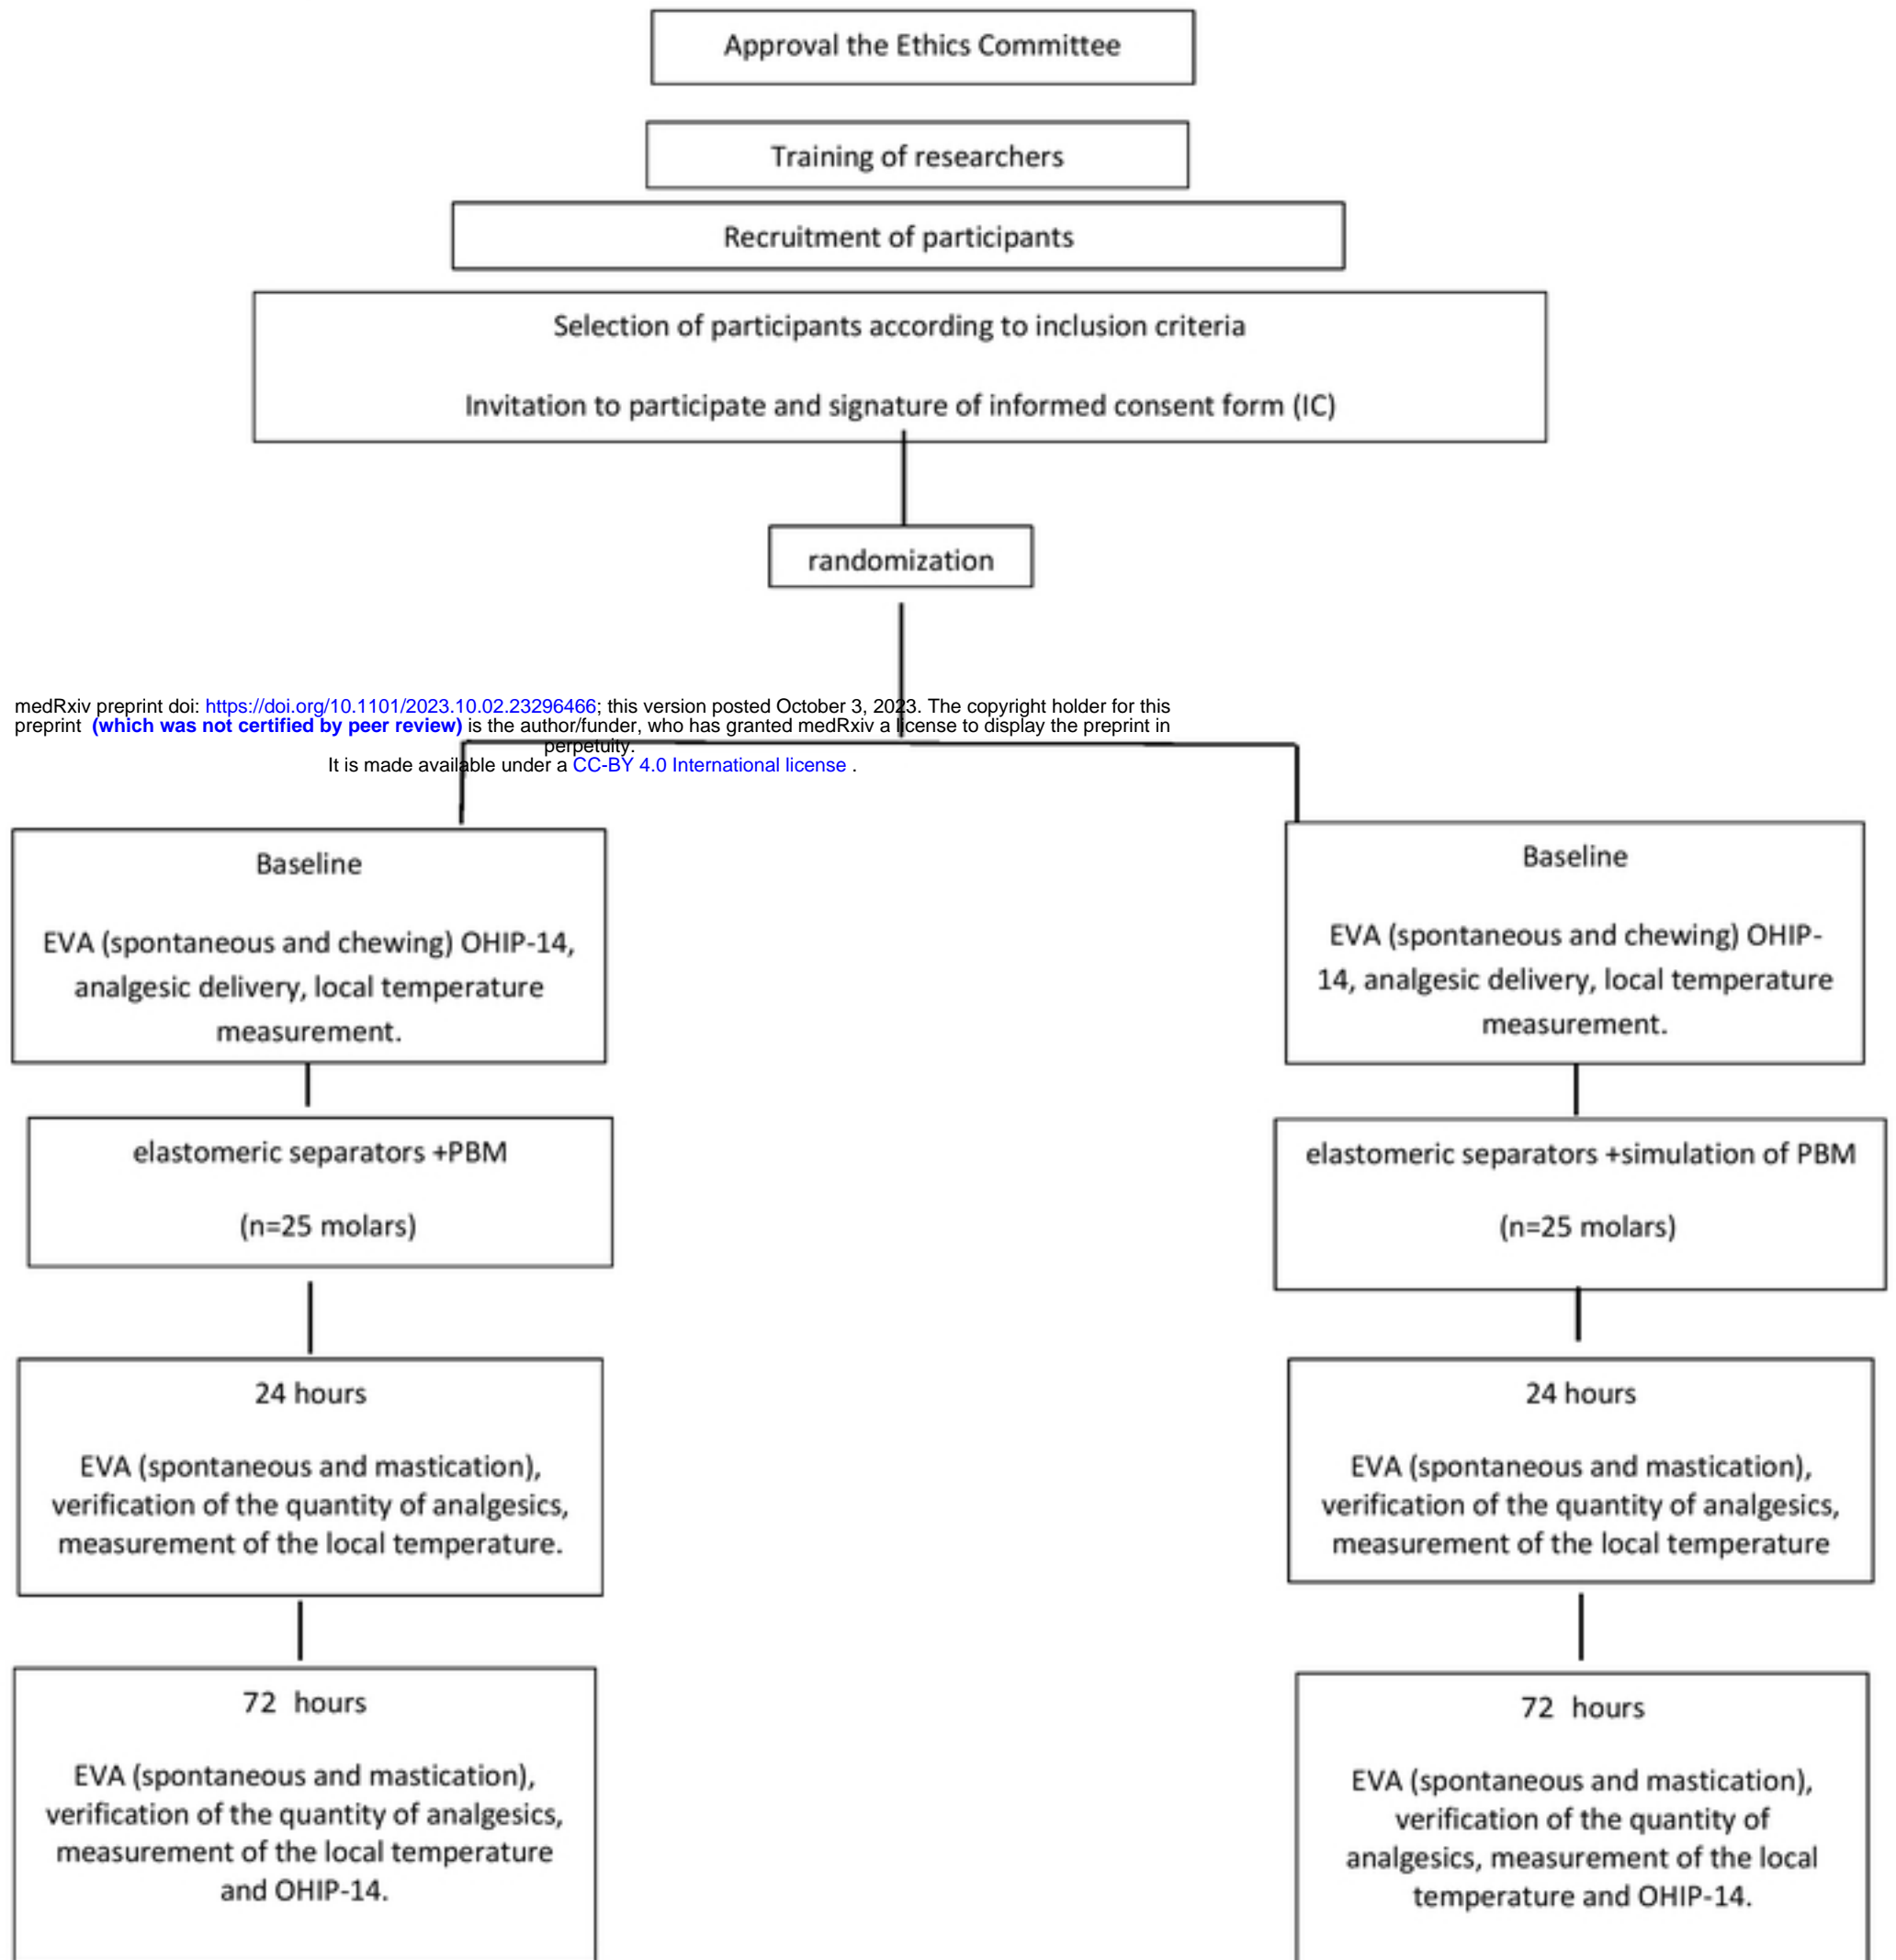 Approval the Ethics Committee
Training of researchers
Recruitment of participants
Selection of participants according to inclusion criteria
Invitation to participate and signature of informed consent form (IC)
randomization
medRxiv preprint doi: https://doi.org/10.1101/2023.10.02.23296466; this version posted October 3, 2023. The copyright holder for this
preprint (which was not certified by peer review) is the author/funder, who has granted medRxiv a license to display the preprint in
perpetuity.
It is made available under a CC-BY 4.0 International license .
Baseline
EVA (spontaneous and chewing) OHIP-14,
analgesic delivery, local temperature
measurement.
Baseline
EVA (spontaneous and chewing) OHIP-
14, analgesic delivery, local temperature
measurement.
elastomeric separators +PBM
(n=25 molars)
elastomeric separators +simulation of PBM
(n=25 molars)
24 hours
EVA (spontaneous and mastication),
verification of the quantity of analgesics,
measurement of the local temperature.
24 hours
EVA (spontaneous and mastication),
verification of the quantity of analgesics,
measurement of the local temperature
72 hours
EVA (spontaneous and mastication),
verification of the quantity of analgesics,
measurement of the local temperature
and OHIP-14.
72 hours
EVA (spontaneous and mastication),
verification of the quantity of
analgesics, measurement of the local
temperature and OHIP-14.